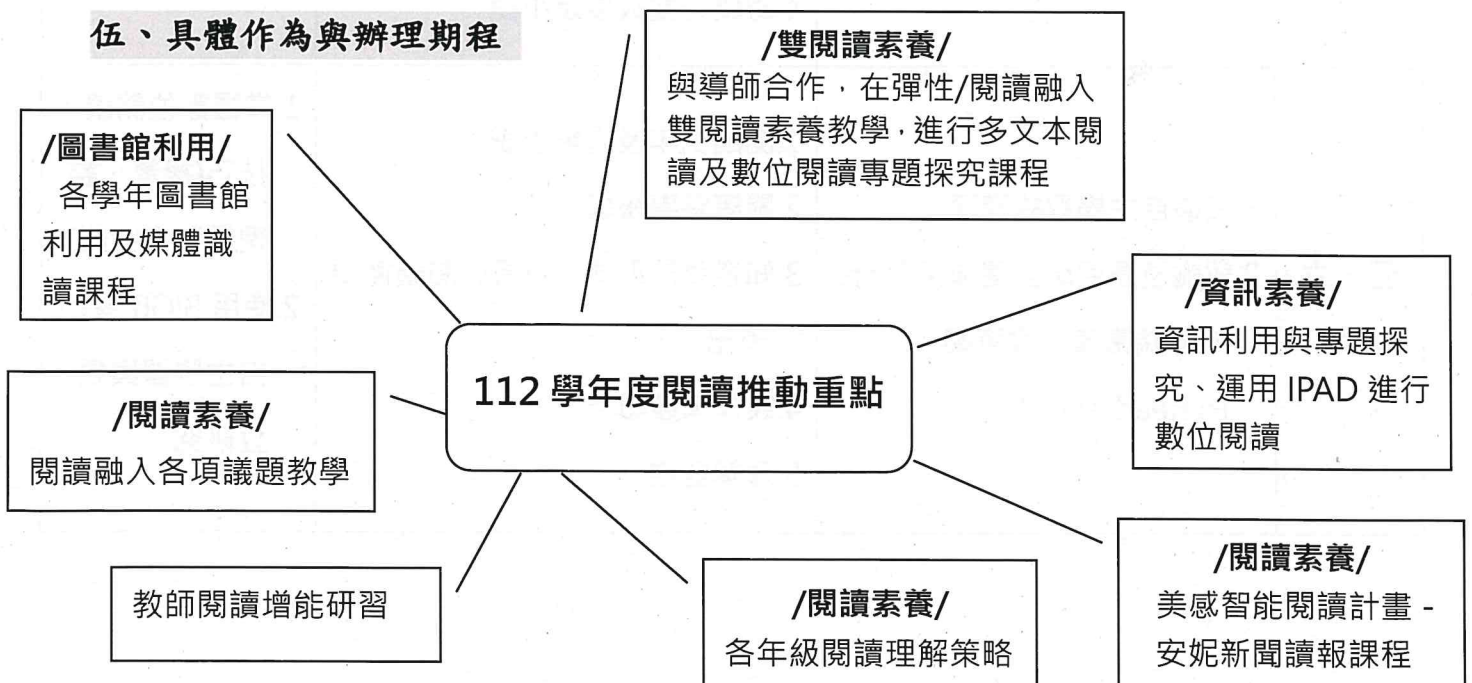 伍、具體作為與辦理期程
/雙閱讀素養/
與導師合作，在彈性/閱讀融入
雙閱讀素養教學，進行多文本閱
讀及數位閱讀專題探究課程
/圖書館利用/
各學年圖書館
利用及媒體識
讀課程
/資訊素養/
資訊利用與專題探
究、運用 IPAD 進行
數位閱讀
112 學年度閱讀推動重點
/閱讀素養/
閱讀融入各項議題教學
教師閱讀增能研習
/閱讀素養/
各年級閱讀理解策略
/閱讀素養/
美感智能閱讀計畫 -
安妮新聞讀報課程